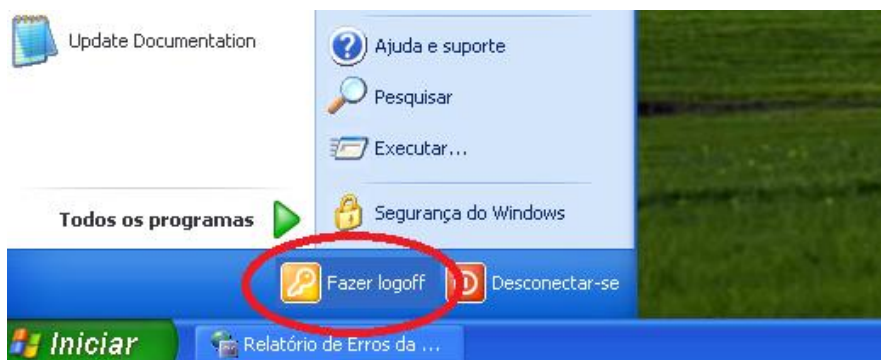 Update Documentation
Ajuda e suporte
Pesquisar
Executar...
Todos os programas
Segurança do Windows
Fazer logoff
Desconectar-se
Iniciar
Relatório de Erros da ...